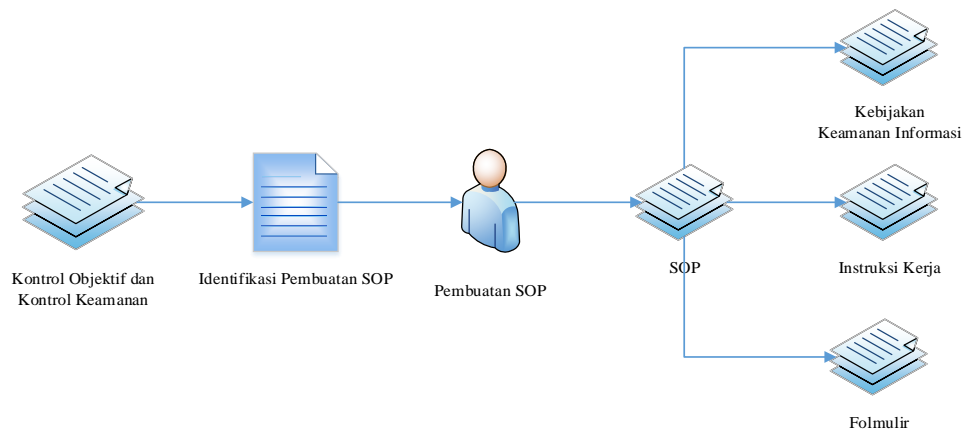 Kontrol Objektif dan
Kontrol Keamanan
Identifikasi Pembuatan SOP
Pembuatan SOP
SOP
Kebijakan
Keamanan Informasi
Instruksi Kerja
Folmulir